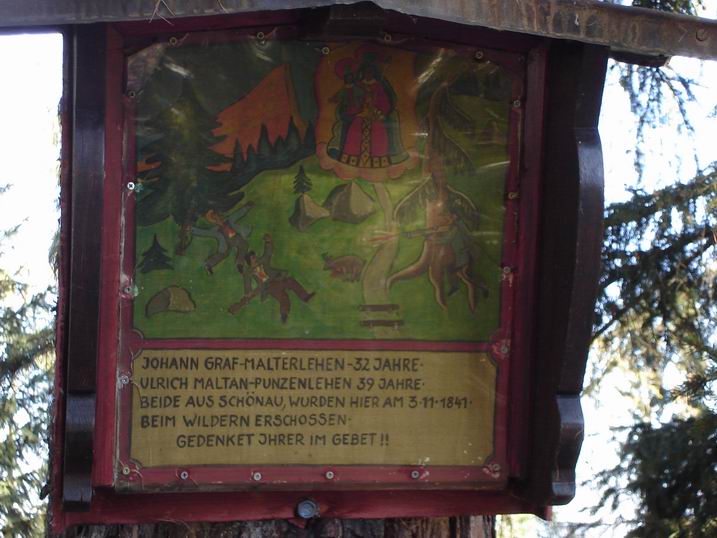 JOHANN GRAF-MALTERLEHEN-32 JAHRE·
ULRICH MALTAN-PUNZENLEHEN 39 JAHRE·
BEIDE AUS SCHÖNAU, WURDEN HIER AM 3·11·1841·
BEIM WILDERN ERSCHOSSEN·
GEDENKET JHRER IM GEBET!!